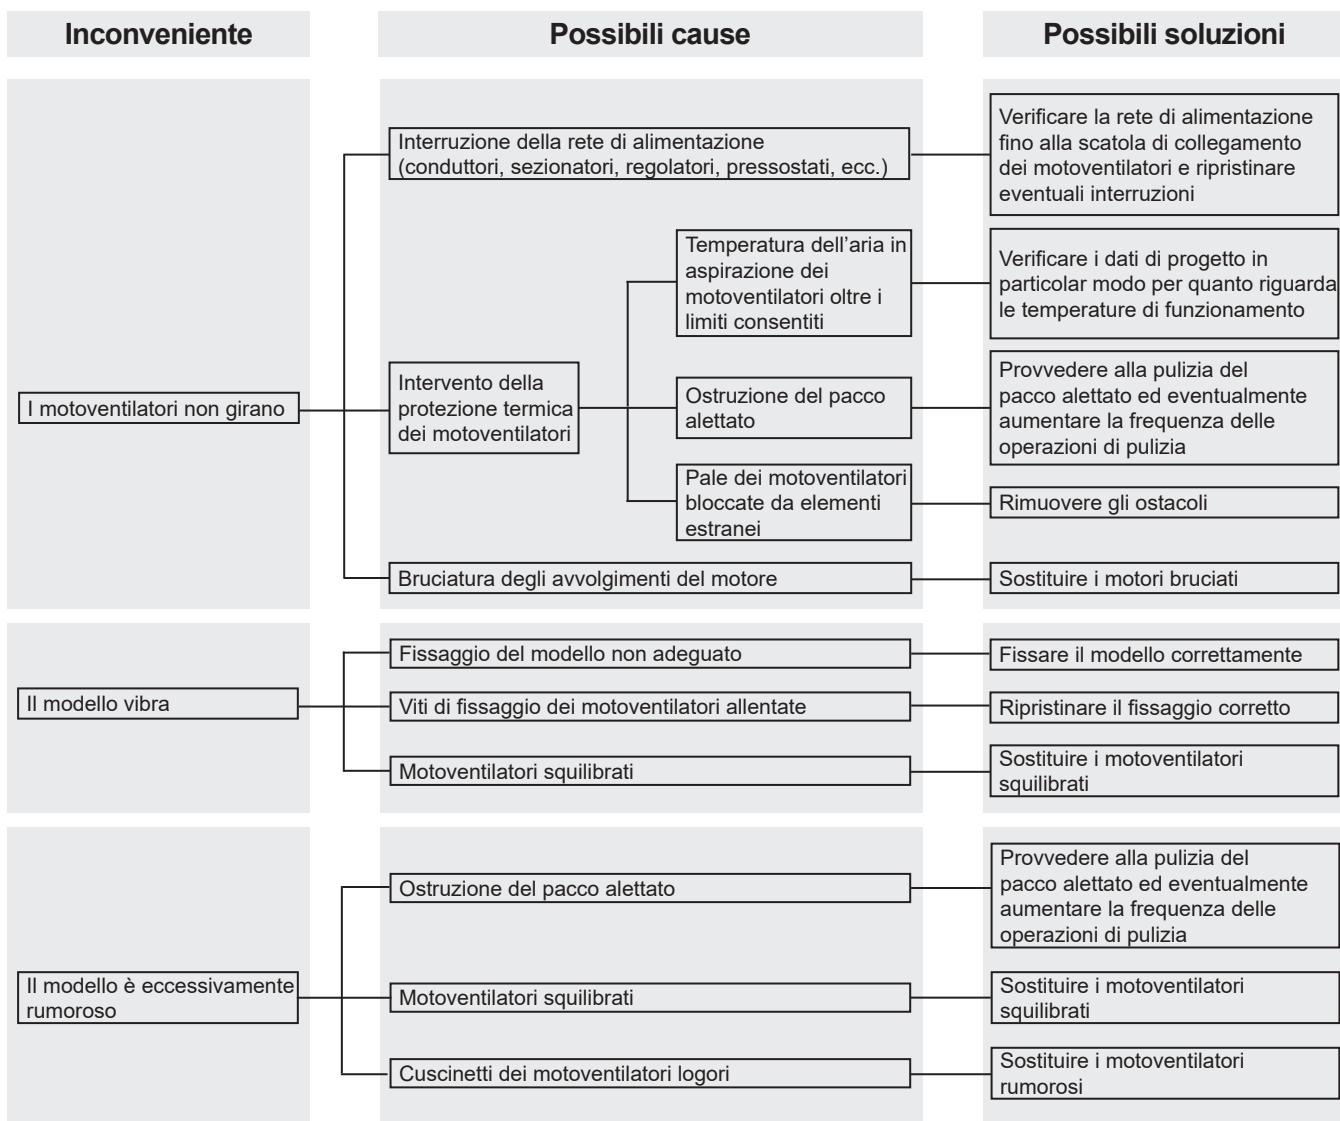 Inconveniente
Possibili cause
Possibili soluzioni
I motoventilatori non girano
Interruzione della rete di alimentazione
(conduttori, sezionatori, regolatori, pressostati, ecc.)
Verificare la rete di alimentazione
fino alla scatola di collegamento
dei motoventilatori e ripristinare
eventuali interruzioni
Intervento della
protezione termica
dei motoventilatori
Temperatura dell’aria in
aspirazione dei
motoventilatori oltre i
limiti consentiti
Verificare i dati di progetto in
particolar modo per quanto riguarda
le temperature di funzionamento
Ostruzione del pacco
alettato
Provvedere alla pulizia del
pacco alettato ed eventualmente
aumentare la frequenza delle
operazioni di pulizia
Pale dei motoventilatori
bloccate da elementi
estranei
Rimuovere gli ostacoli
Bruciatura degli avvolgimenti del motore
Sostituire i motori bruciati
Il modello vibra
Fissaggio del modello non adeguato
Fissare il modello correttamente
Viti di fissaggio dei motoventilatori allentate
Ripristinare il fissaggio corretto
Motoventilatori squilibrati
Sostituire i motoventilatori
squilibrati
Il modello è eccessivamente
rumoroso
Ostruzione del pacco alettato
Provvedere alla pulizia del
pacco alettato ed eventualmente
aumentare la frequenza delle
operazioni di pulizia
Motoventilatori squilibrati
Sostituire i motoventilatori
squilibrati
Cuscinetti dei motoventilatori logori
Sostituire i motoventilatori
rumorosi